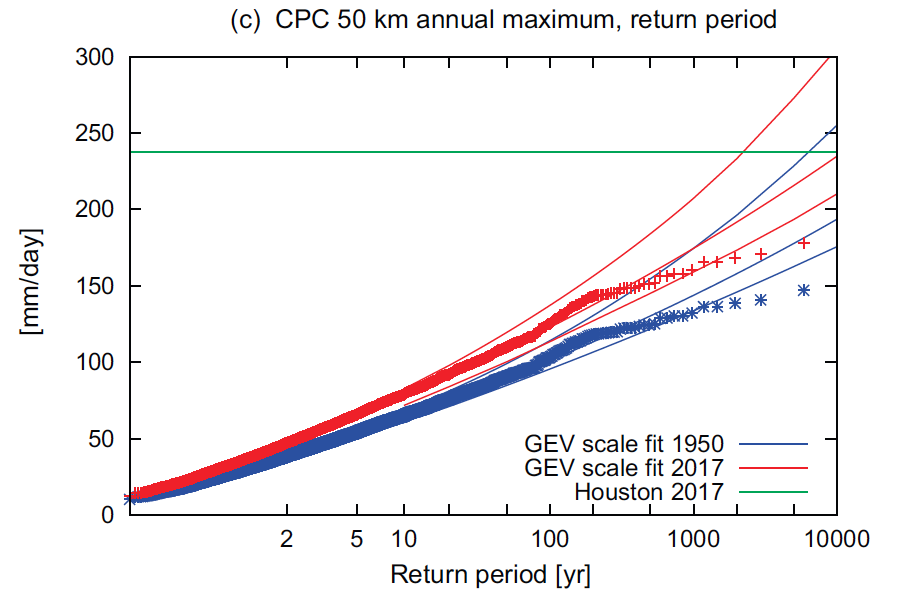 (c) CPC 50 km annual maximum, return period
300
250
200
150
100
50
0
[mm/day]
GEV scale fit 1950
GEV scale fit 2017
Houston 2017
2 5 10 100 1000 10000
Return period [yr]